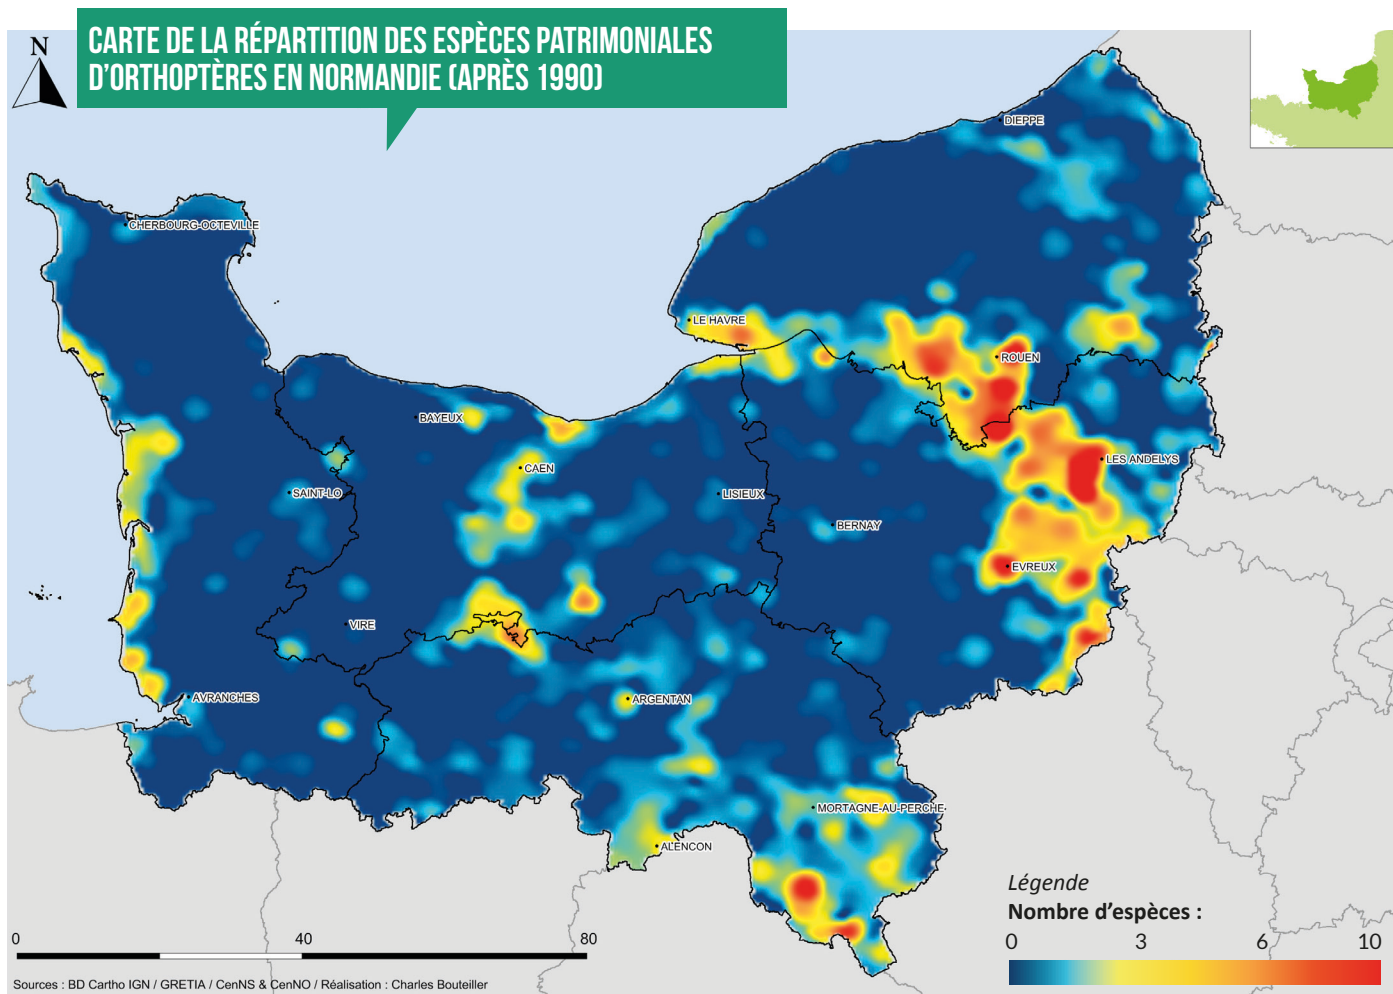 CARTE DE LA RÉPARTITION DES ESPÈCES PATRIMONIALES
D'ORTHOPTÈRES EN NORMANDIE (APRÈS 1990)
N
DIEPPE
CHERBOURG-OCTEVILLE
LE HAVRE
ROUEN
BAYEUX
CAEN
LES ANDELYS
SAINT-LO
LISIEUX
BERNAY
EVREUX
VIRE
AVRANCHES
ARGENTAN
MORTAGNE-AU-PERCHE
ALENCON
Légende
Nombre d'espèces :
0 3 6 10
0 40 80
Sources : BD Cartho IGN / GRETIA / CenNS & CenNO / Réalisation : Charles Bouteiller